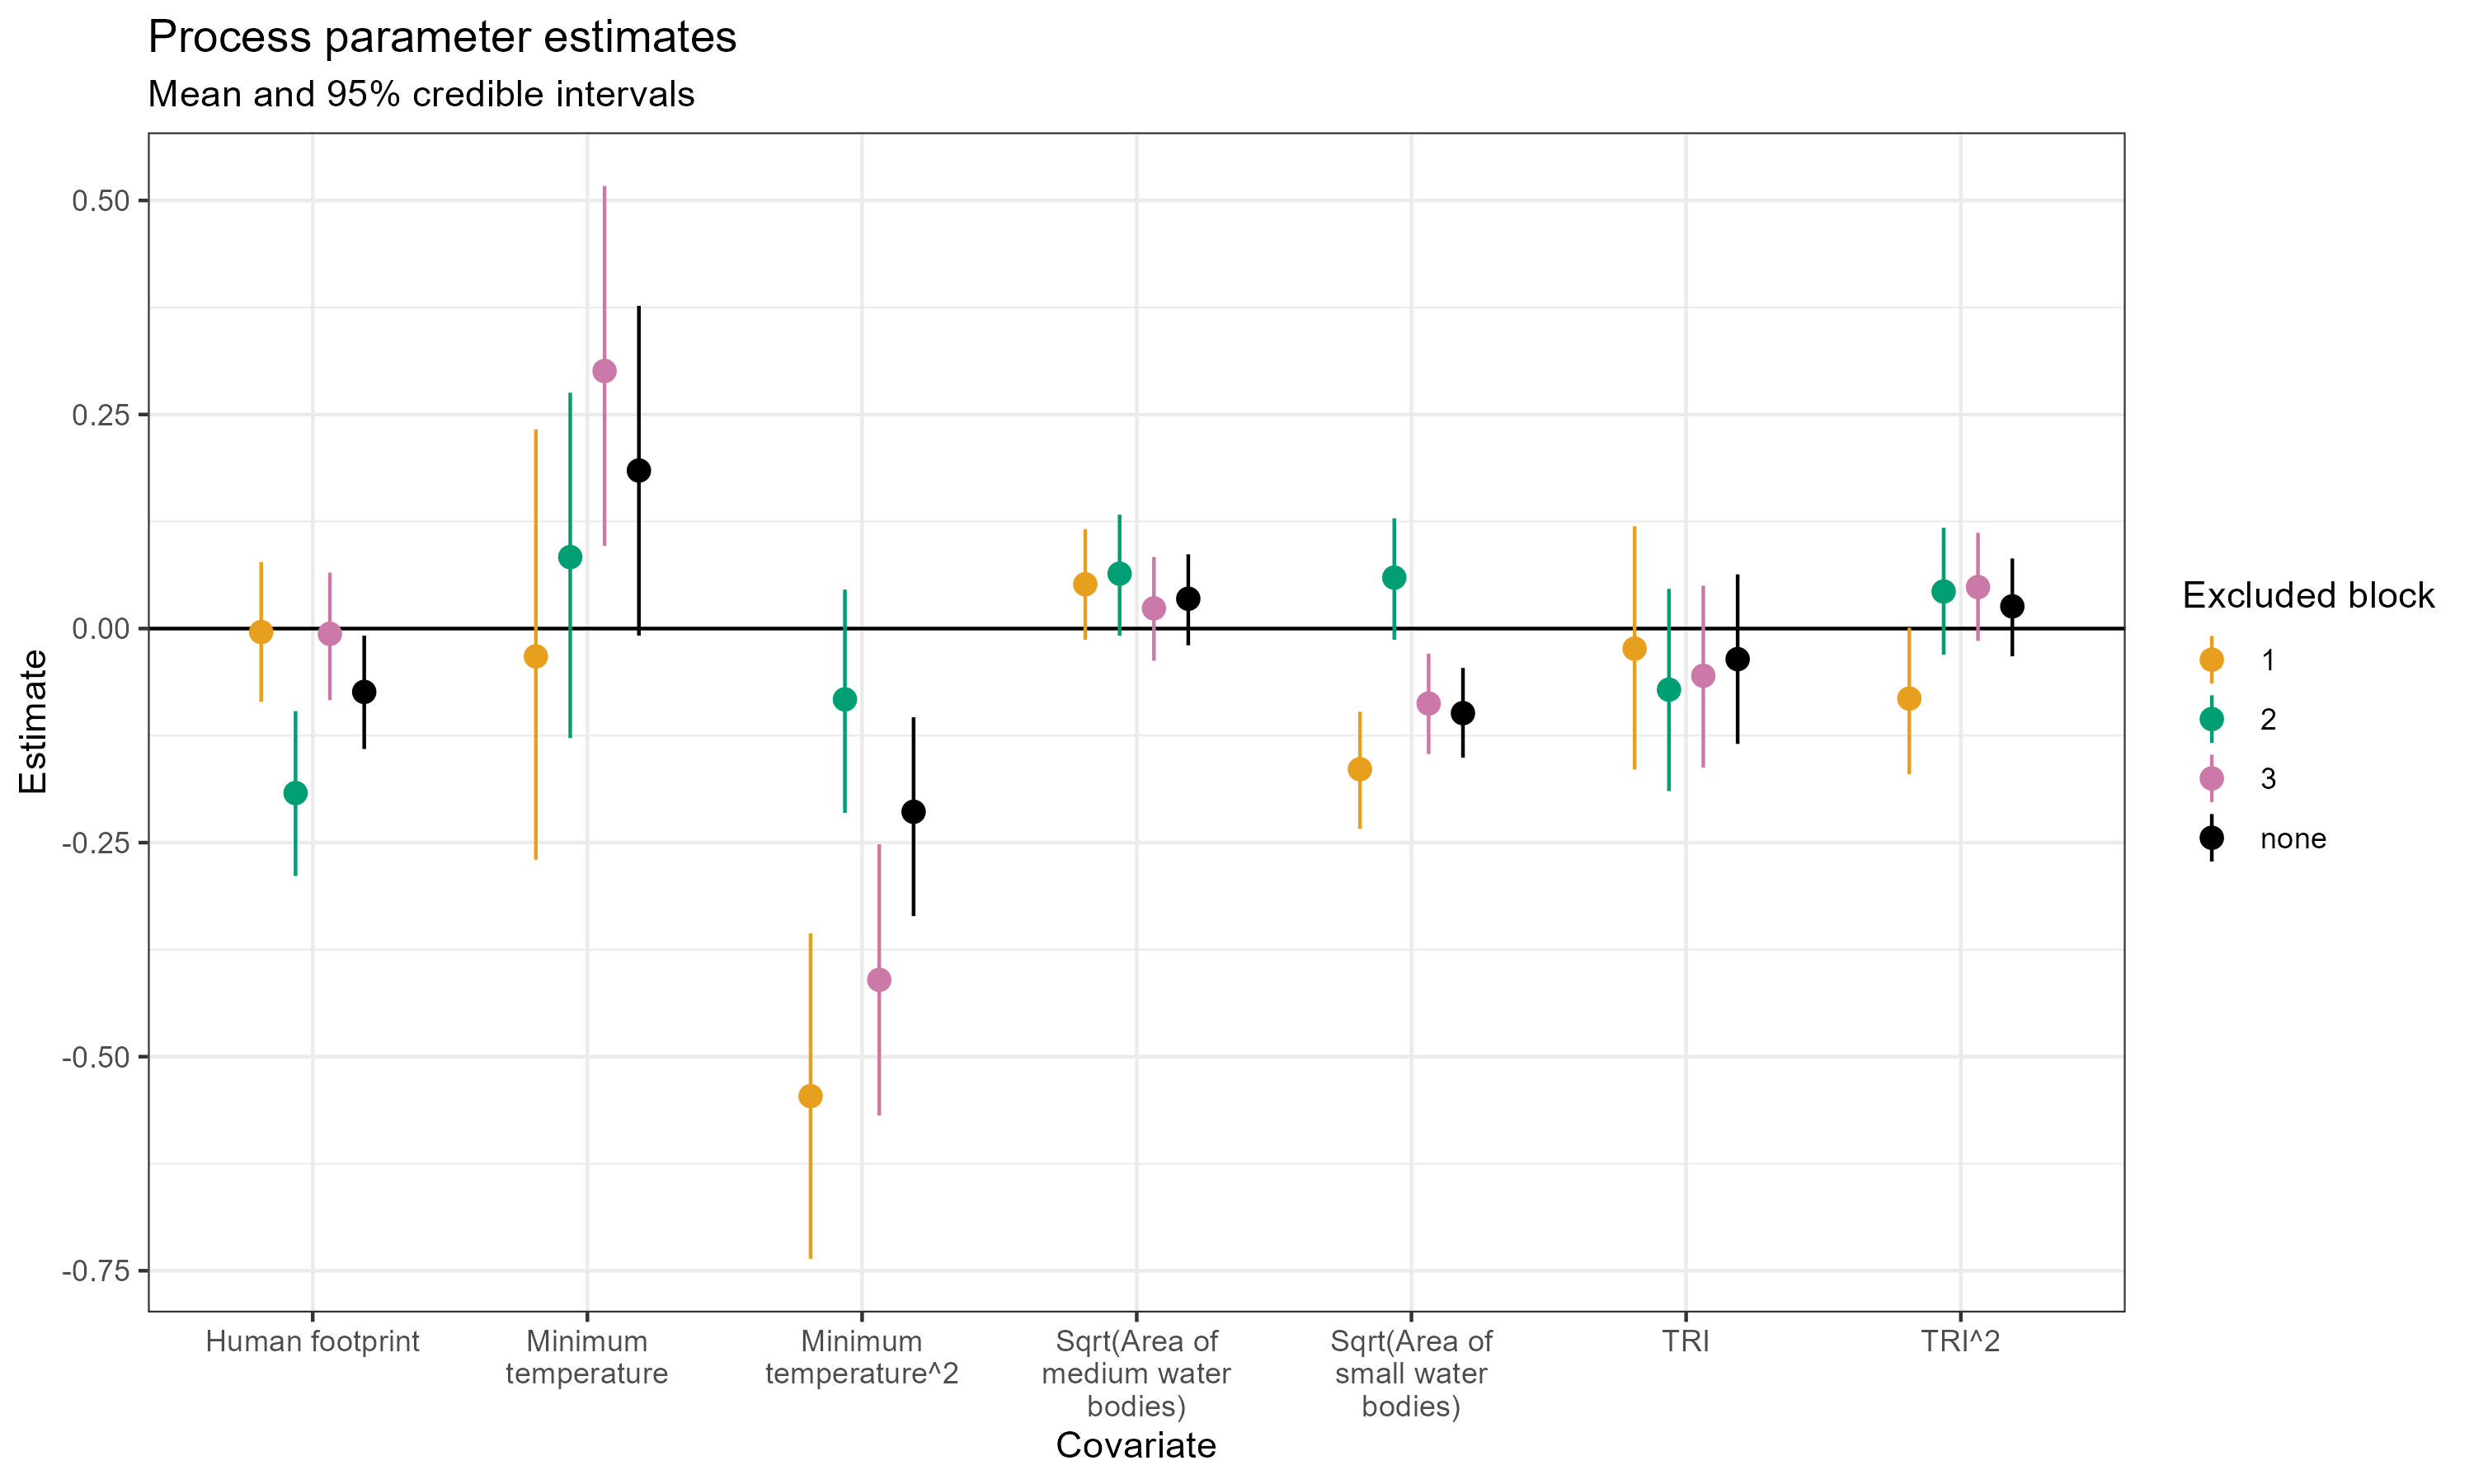 Process parameter estimates
Mean and 95% credible intervals
0.50
0.25
0.00
-0.25
-0.50
-0.75
Estimate
Human footprint
Minimum
temperature
Minimum
temperature^2
Sqrt(Area of
medium water
bodies)
Sqrt(Area of
small water
bodies)
TRI
TRI^2
Covariate
Excluded block
1
2
3
none